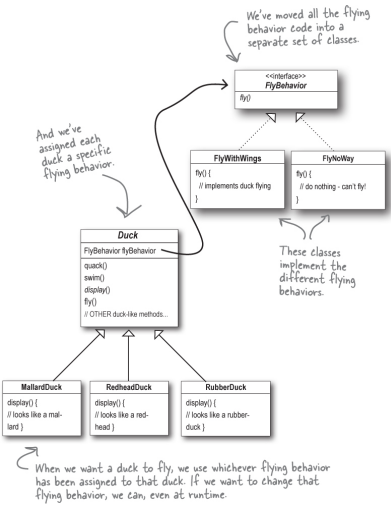 We've moved all the flying
behavior code into a
separate set of classes.
<<interface>>
FlyBehavior
fly()
And we've
assigned each
duck a specific
flying behavior.
FlyWithWings
fly() {
// implements duck flying
}
FlyNoWay
fly() {
// do nothing - can't fly!
}
Duck
FlyBehavior flyBehavior
quack()
swim()
display()
fly()
// OTHER duck-like methods...
These classes
implement the
different flying
behaviors.
MallardDuck
display() {
// looks like a mal-
lard }
RedheadDuck
display() {
// looks like a red-
head }
RubberDuck
display() {
// looks like a rubber-
duck }
When we want a duck to fly, we use whichever flying behavior
has been assigned to that duck. If we want to change that
flying behavior, we can, even at runtime.